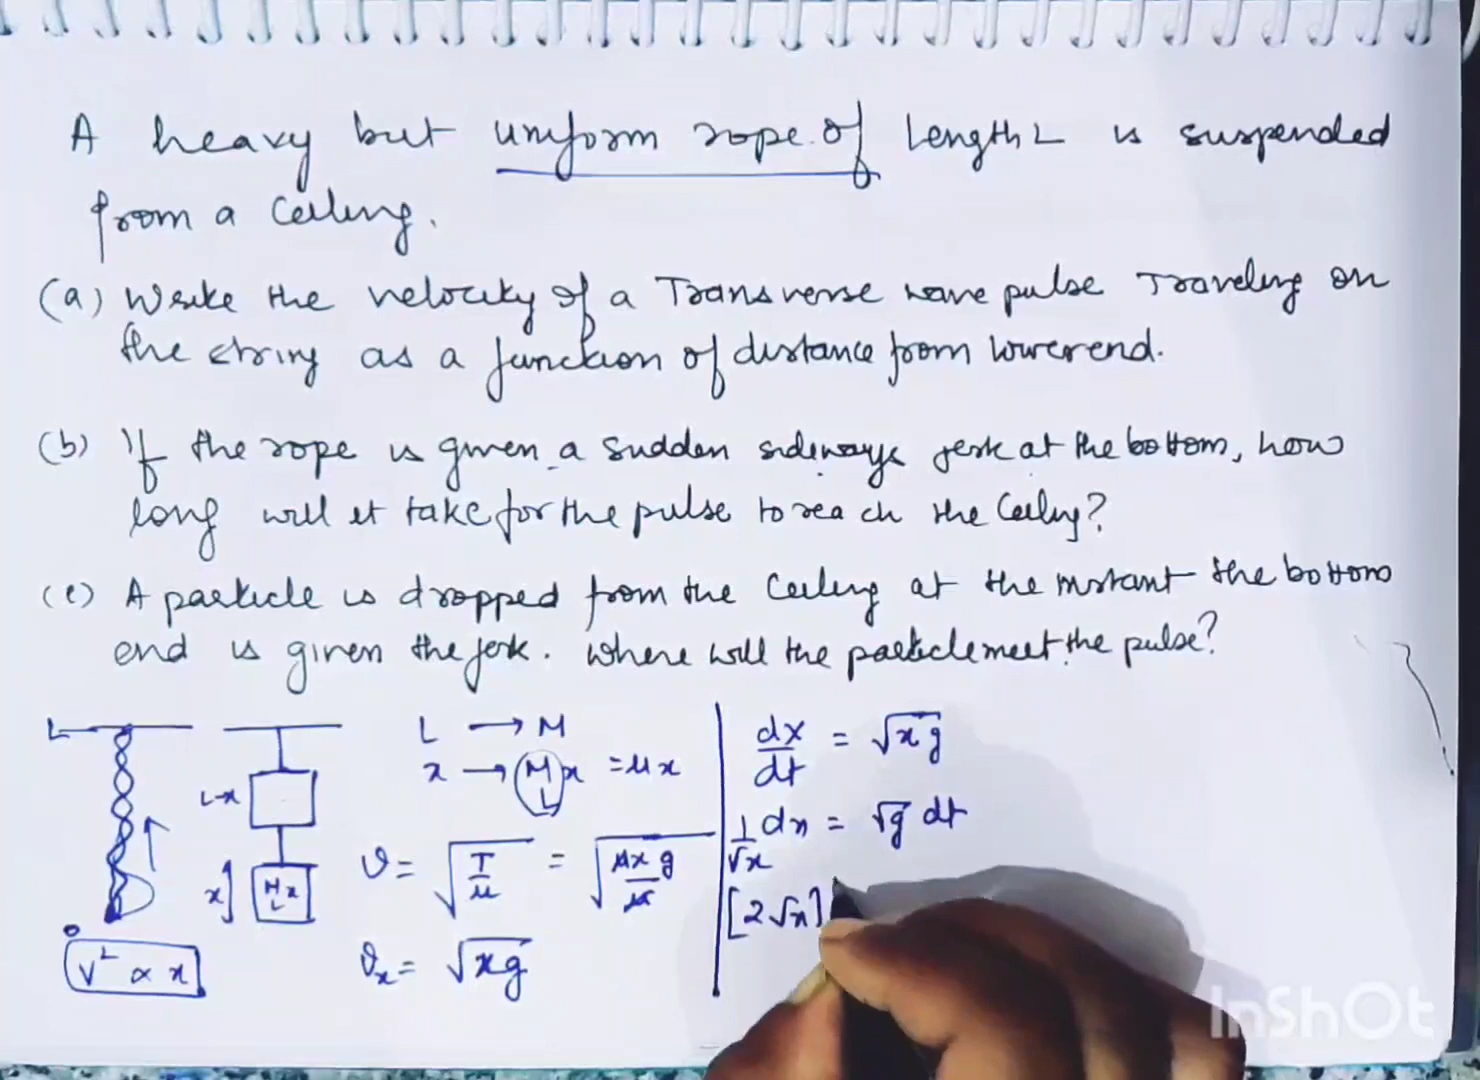 A heavy but uniform rope of Length L is suspended
from a Ceiling.
(a) Write the velocity of a Transverse wave pulse Traveling on
the string as a function of distance from lower end.
(b) If the rope is given a sudden sideways jerk at the bottom, how
long will it take for the pulse to reach the Ceiling?
(c) A particle is dropped from the Ceiling at the instant the bottom
end is given the jerk. Where will the particle meet the pulse?
L
L-x
x] M/L x
0
V² ∝ x
L → M
x → (M/L)x = μx
v = √(T/μ) = √(μx/μ g)
vₓ = √xg
dx/dt = √xg
1/√x dx = √g dt
[2√x]
InShOt